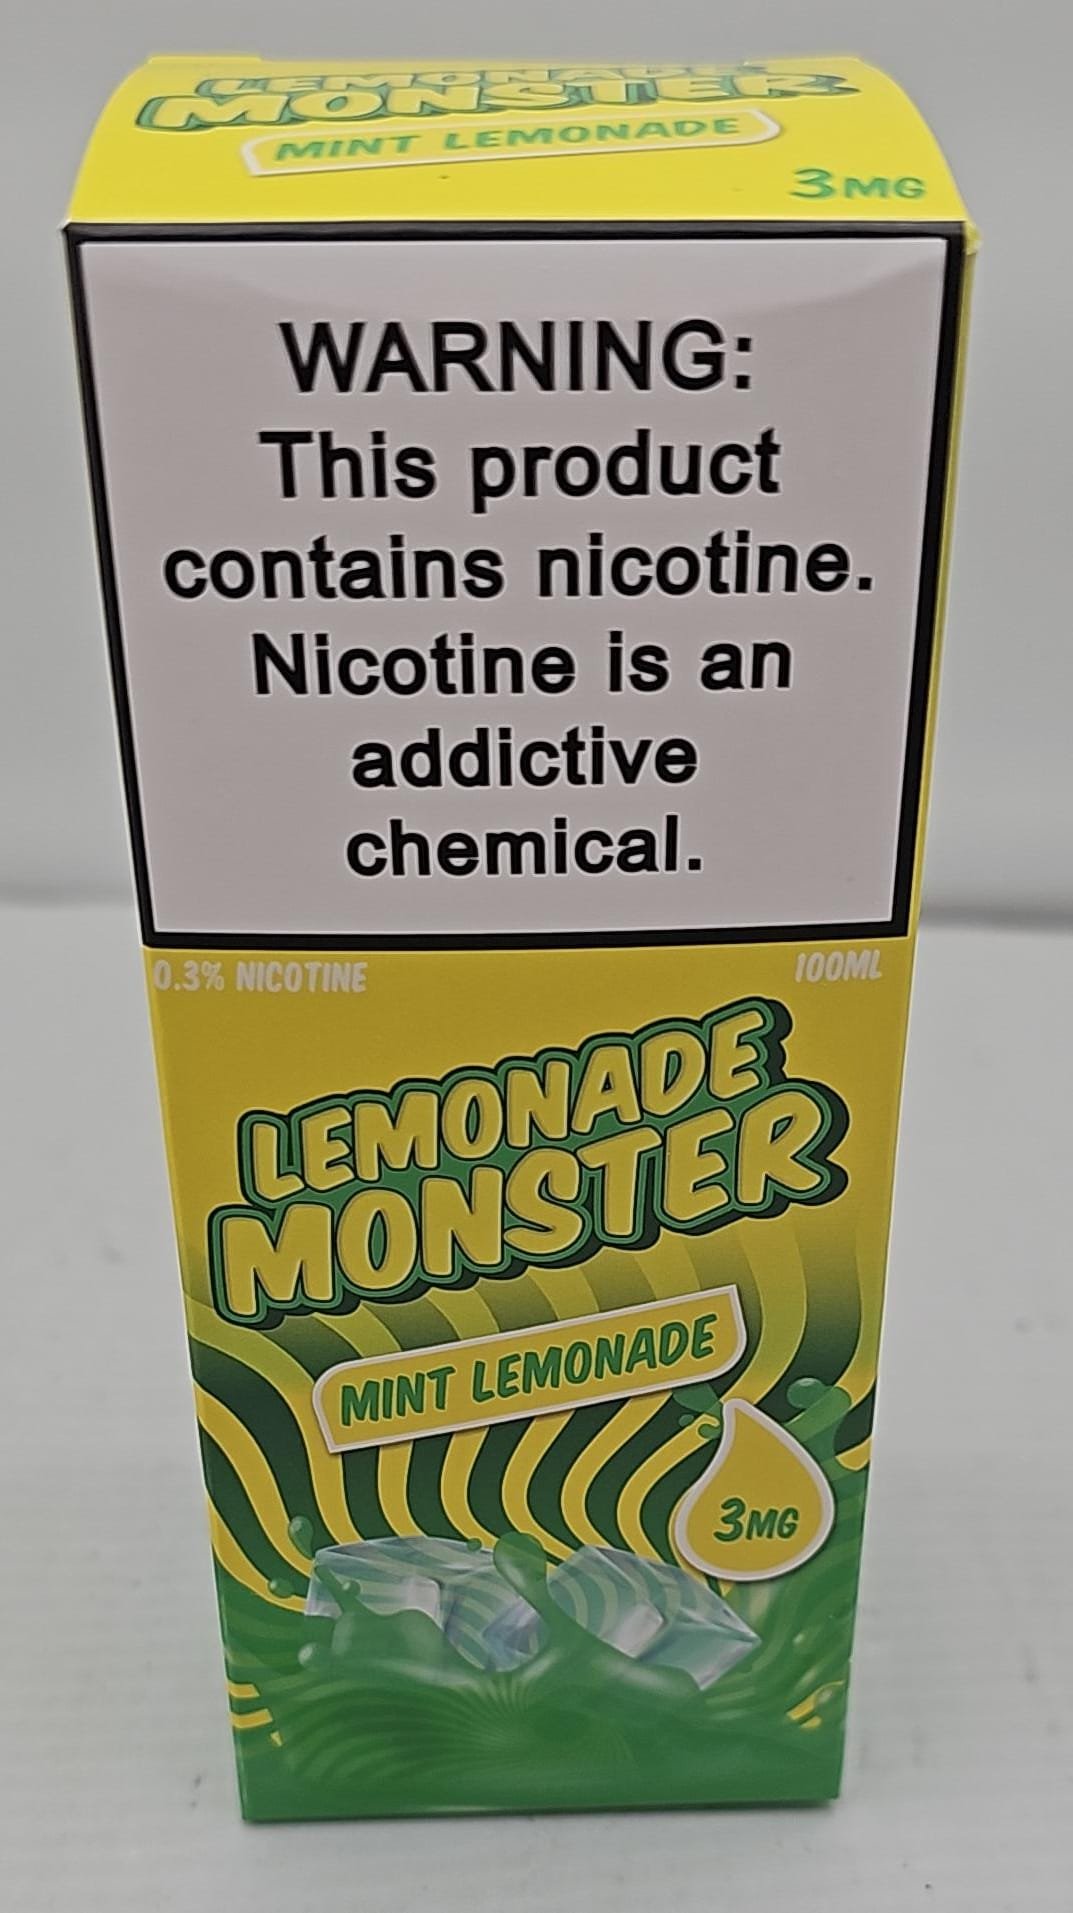 LEMONADE
MONSTER
MINT LEMONADE
3MG
WARNING:
This product
contains nicotine.
Nicotine is an
addictive
chemical.
0.3% NICOTINE
100ML
LEMONADE
MONSTER
MINT LEMONADE
3MG